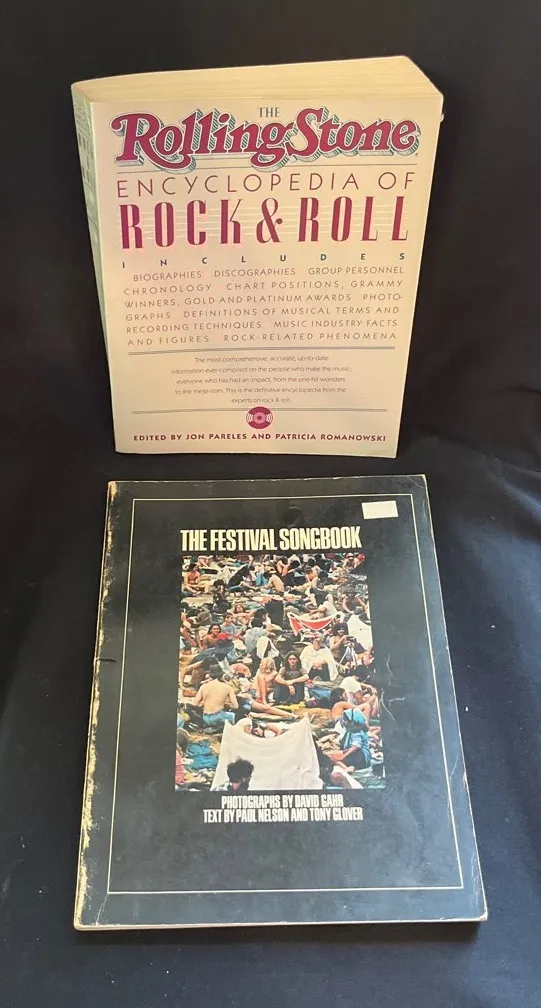 THE
Rolling Stone
ENCYCLOPEDIA OF
ROCK & ROLL
INCLUDES
BIOGRAPHIES DISCOGRAPHIES GROUP PERSONNEL
CHRONOLOGY CHART POSITIONS, GRAMMY
WINNERS, GOLD AND PLATINUM AWARDS PHOTO-
GRAPHS DEFINITIONS OF MUSICAL TERMS AND
RECORDING TECHNIQUES MUSIC INDUSTRY FACTS
AND FIGURES ROCK-RELATED PHENOMENA
The most comprehensive, accurate, up-to-date
information ever compiled on the people who make the music:
everyone who has had an impact, from the one-hit wonders
to the mega-stars. This is the definitive encyclopedia from the
experts on rock & roll.
EDITED BY JON PARELES AND PATRICIA ROMANOWSKI
THE FESTIVAL SONGBOOK
PHOTOGRAPHS BY DAVID GAHR
TEXT BY PAUL NELSON AND TONY GLOVER